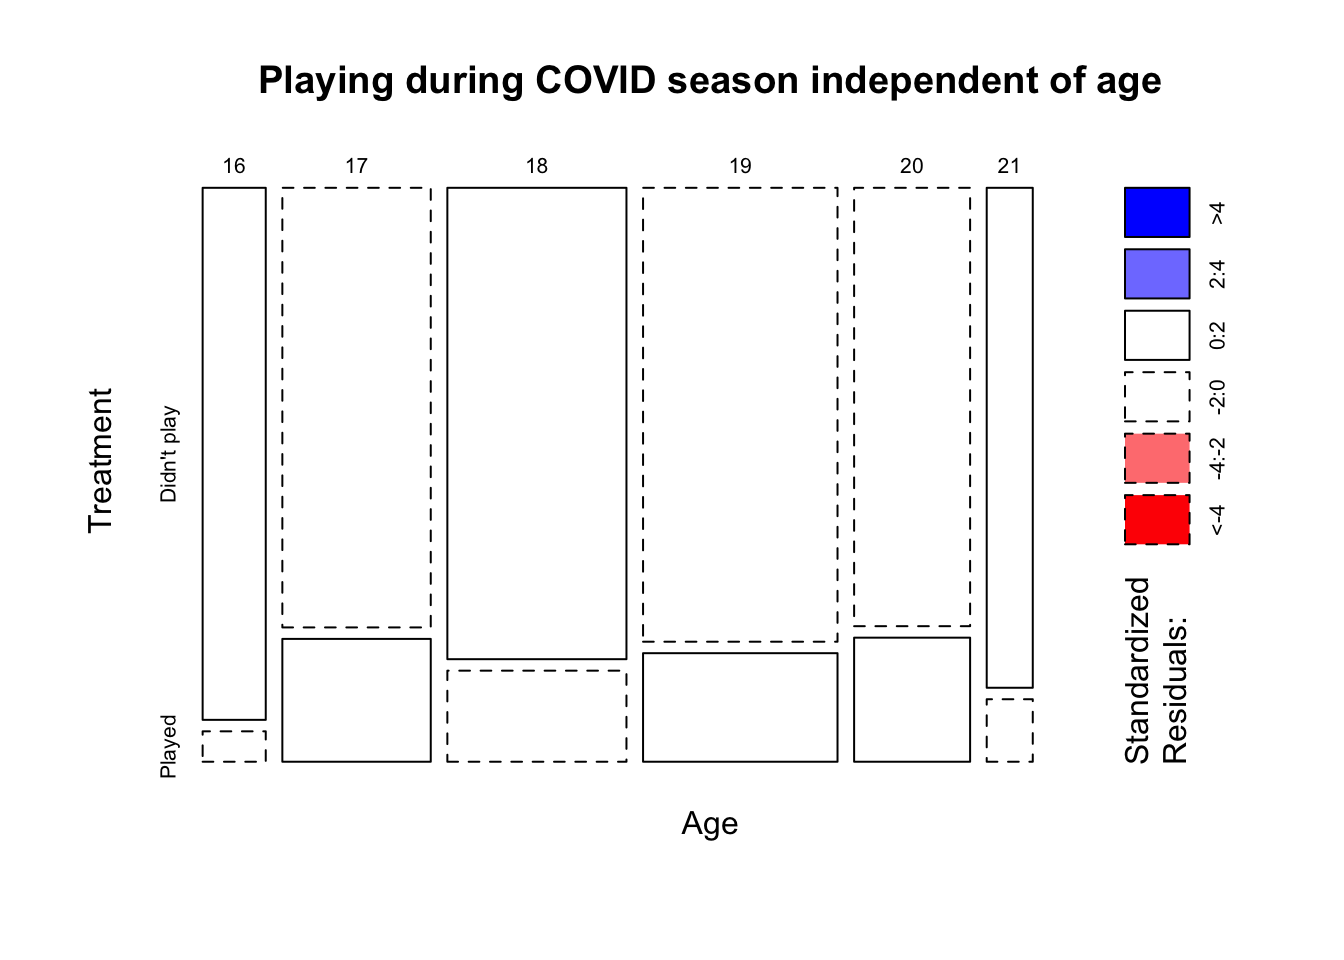 Playing during COVID season independent of age
16 17 18 19 20 21
Treatment
Didn't play
Played
Age
>4
2:4
0:2
-2:0
-4:-2
<-4
Standardized
Residuals: